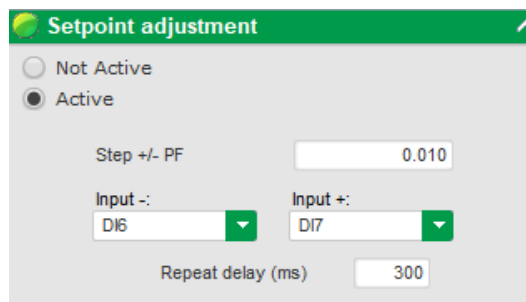 Setpoint adjustment
Not Active
Active
Step +/- PF 0.010
Input -: Input +:
DI6 DI7
Repeat delay (ms) 300